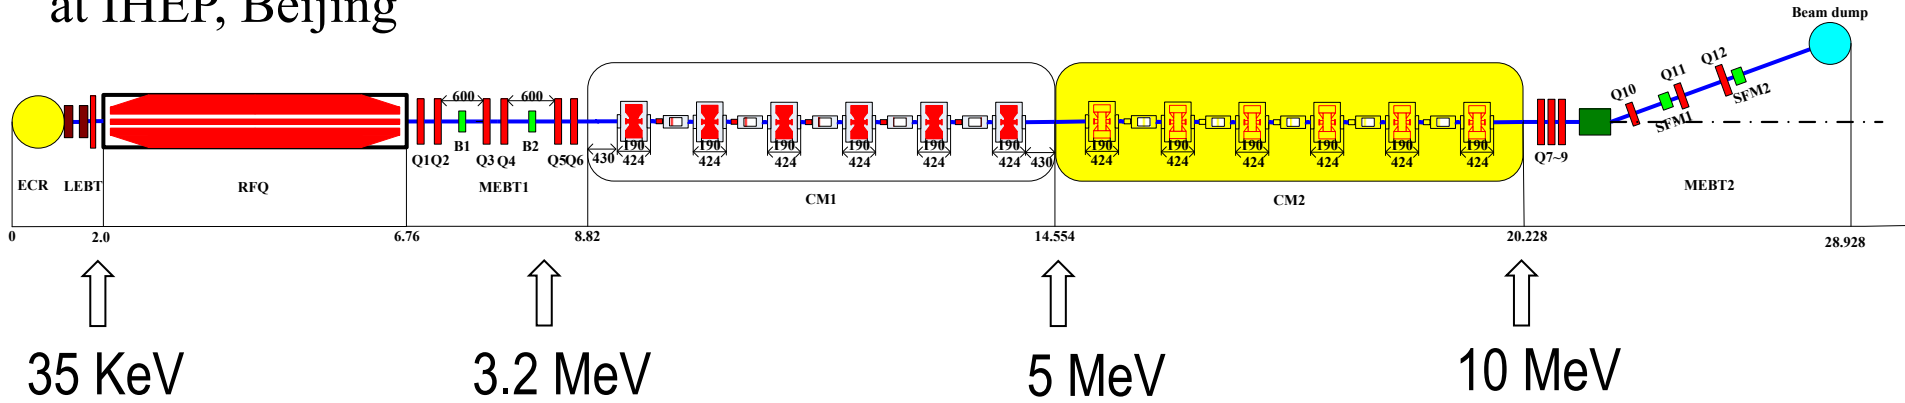 at IHEP, Beijing
Beam dump
Q12
Q11
Q10
SFM2
SFM1
600 600
B1 B2
Q1Q2 Q3 Q4 Q5Q6
190 190 190 190 190 190 190 190 190 190 190 190
430 424 424 424 424 424 424 430 424 424 424 424 424 424
Q7~9
ECR LEBT RFQ MEBT1 CM1 CM2 MEBT2
0 2.0 6.76 8.82 14.554 20.228 28.928
35 KeV 3.2 MeV 5 MeV 10 MeV